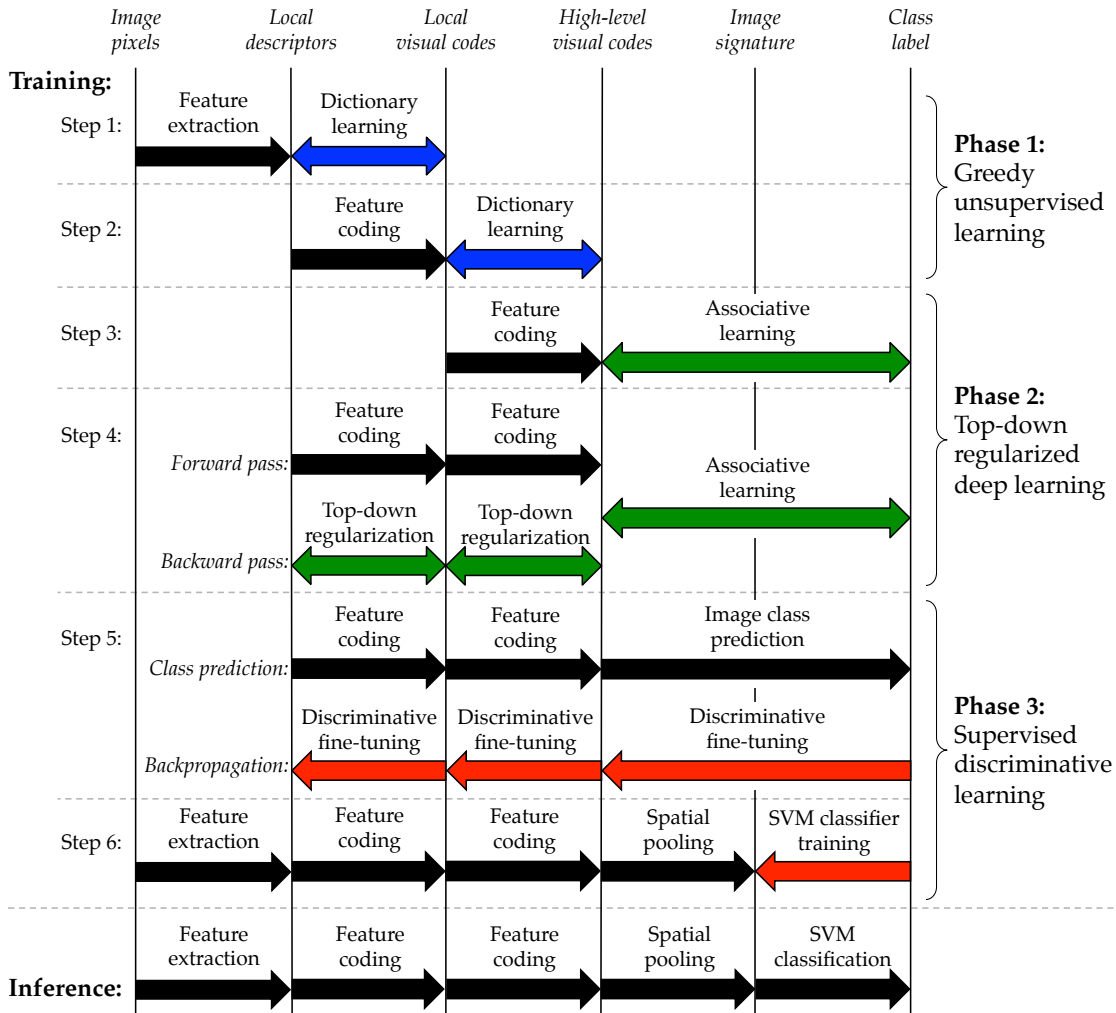 Image pixels
Local descriptors
Local visual codes
High-level visual codes
Image signature
Class label
Training:
Step 1:
Feature extraction
Dictionary learning
Phase 1:
Greedy
unsupervised
learning
Step 2:
Feature coding
Dictionary learning
Step 3:
Feature coding
Associative learning
Phase 2:
Top-down
regularized
deep learning
Step 4:
Forward pass:
Feature coding
Feature coding
Associative learning
Backward pass:
Top-down regularization
Top-down regularization
Step 5:
Class prediction:
Feature coding
Feature coding
Image class prediction
Phase 3:
Supervised
discriminative
learning
Backpropagation:
Discriminative fine-tuning
Discriminative fine-tuning
Discriminative fine-tuning
Step 6:
Feature extraction
Feature coding
Feature coding
Spatial pooling
SVM classifier training
Inference:
Feature extraction
Feature coding
Feature coding
Spatial pooling
SVM classification